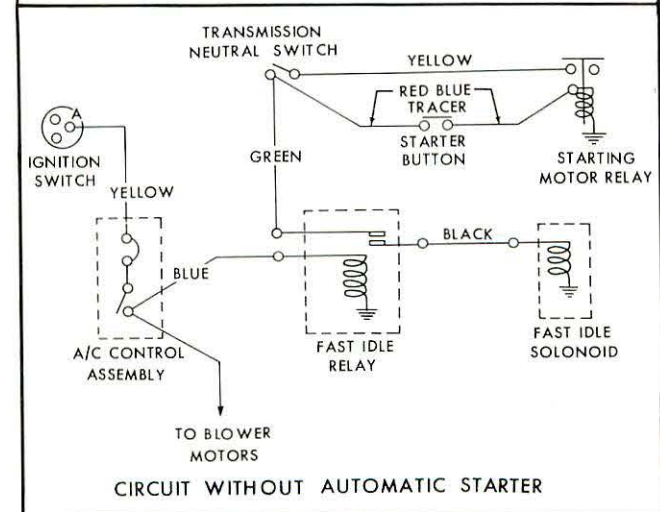 TRANSMISSION
NEUTRAL SWITCH
YELLOW
A
RED BLUE
TRACER
IGNITION
SWITCH
GREEN
STARTER
BUTTON
STARTING
MOTOR RELAY
YELLOW
BLACK
BLUE
A/C CONTROL
ASSEMBLY
FAST IDLE
RELAY
FAST IDLE
SOLONOID
TO BLOWER
MOTORS
CIRCUIT WITHOUT AUTOMATIC STARTER